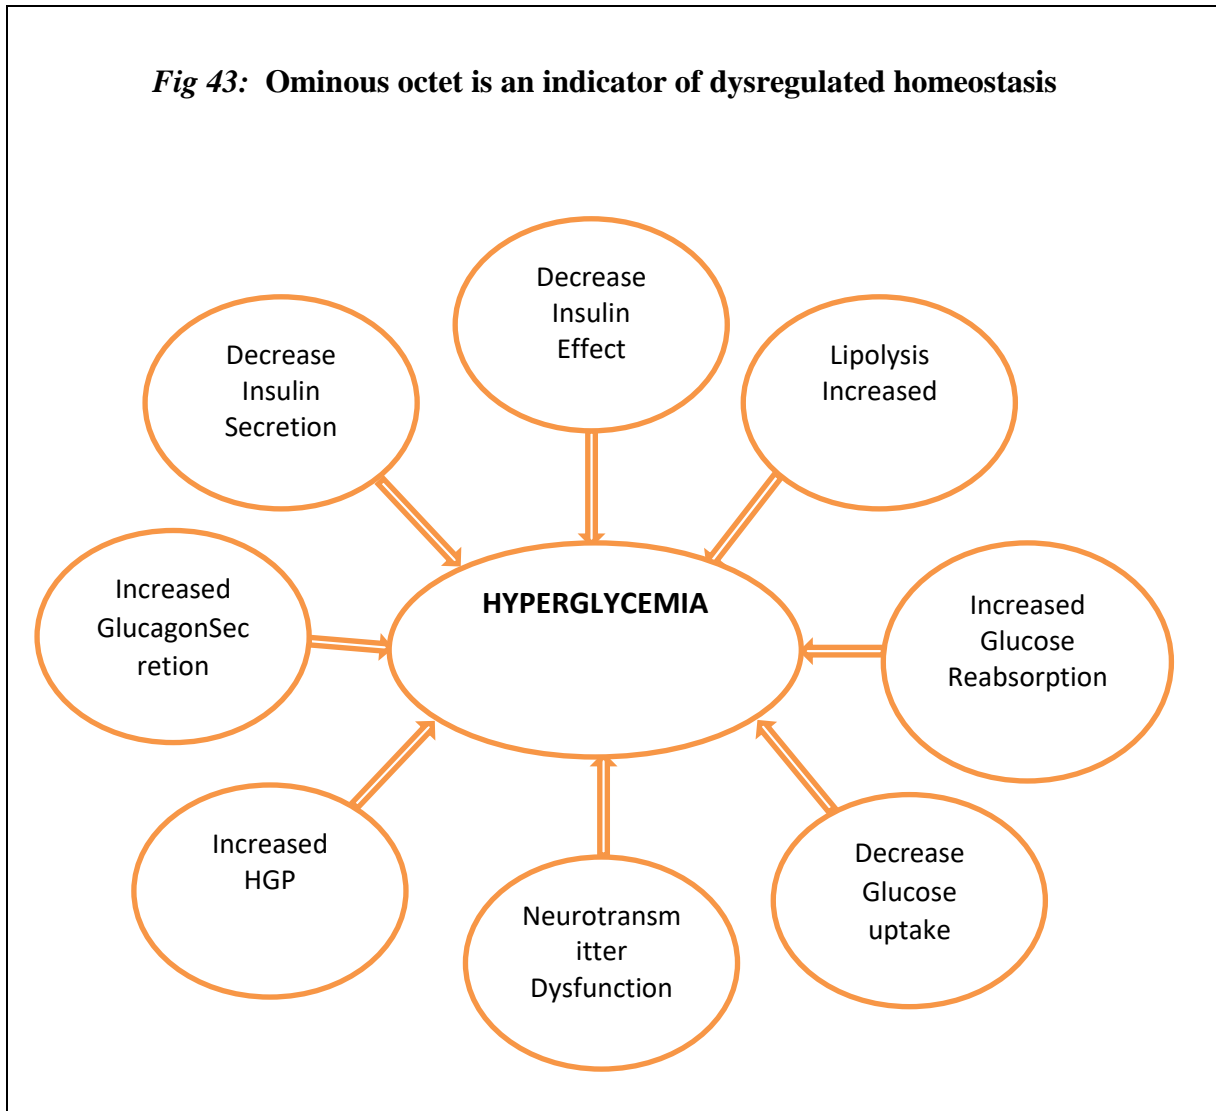 Fig 43: Ominous octet is an indicator of dysregulated homeostasis
Decrease
Insulin
Effect
Decrease
Insulin
Secretion
Lipolysis
Increased
Increased
GlucagonSec
retion
HYPERGLYCEMIA
Increased
Glucose
Reabsorption
Increased
HGP
Neurotransm
itter
Dysfunction
Decrease
Glucose
uptake